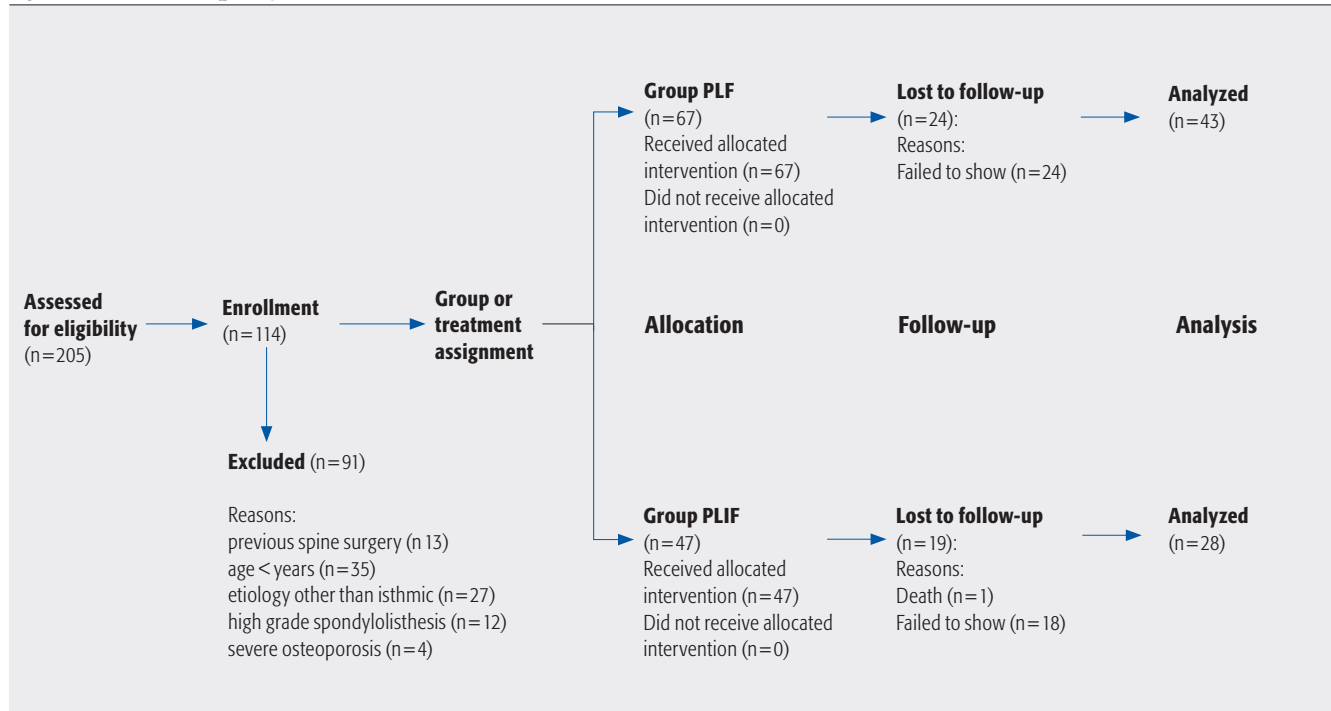 Assessed
for eligibility
(n=205)
Enrollment
(n=114)
Excluded (n=91)
Reasons:
previous spine surgery (n 13)
age < years (n=35)
etiology other than isthmic (n=27)
high grade spondylolisthesis (n=12)
severe osteoporosis (n=4)
Group or
treatment
assignment
Group PLF
(n=67)
Received allocated
intervention (n=67)
Did not receive allocated
intervention (n=0)
Lost to follow-up
(n=24):
Reasons:
Failed to show (n=24)
Analyzed
(n=43)
Allocation
Follow-up
Analysis
Group PLIF
(n=47)
Received allocated
intervention (n=47)
Did not receive allocated
intervention (n=0)
Lost to follow-up
(n=19):
Reasons:
Death (n=1)
Failed to show (n=18)
Analyzed
(n=28)